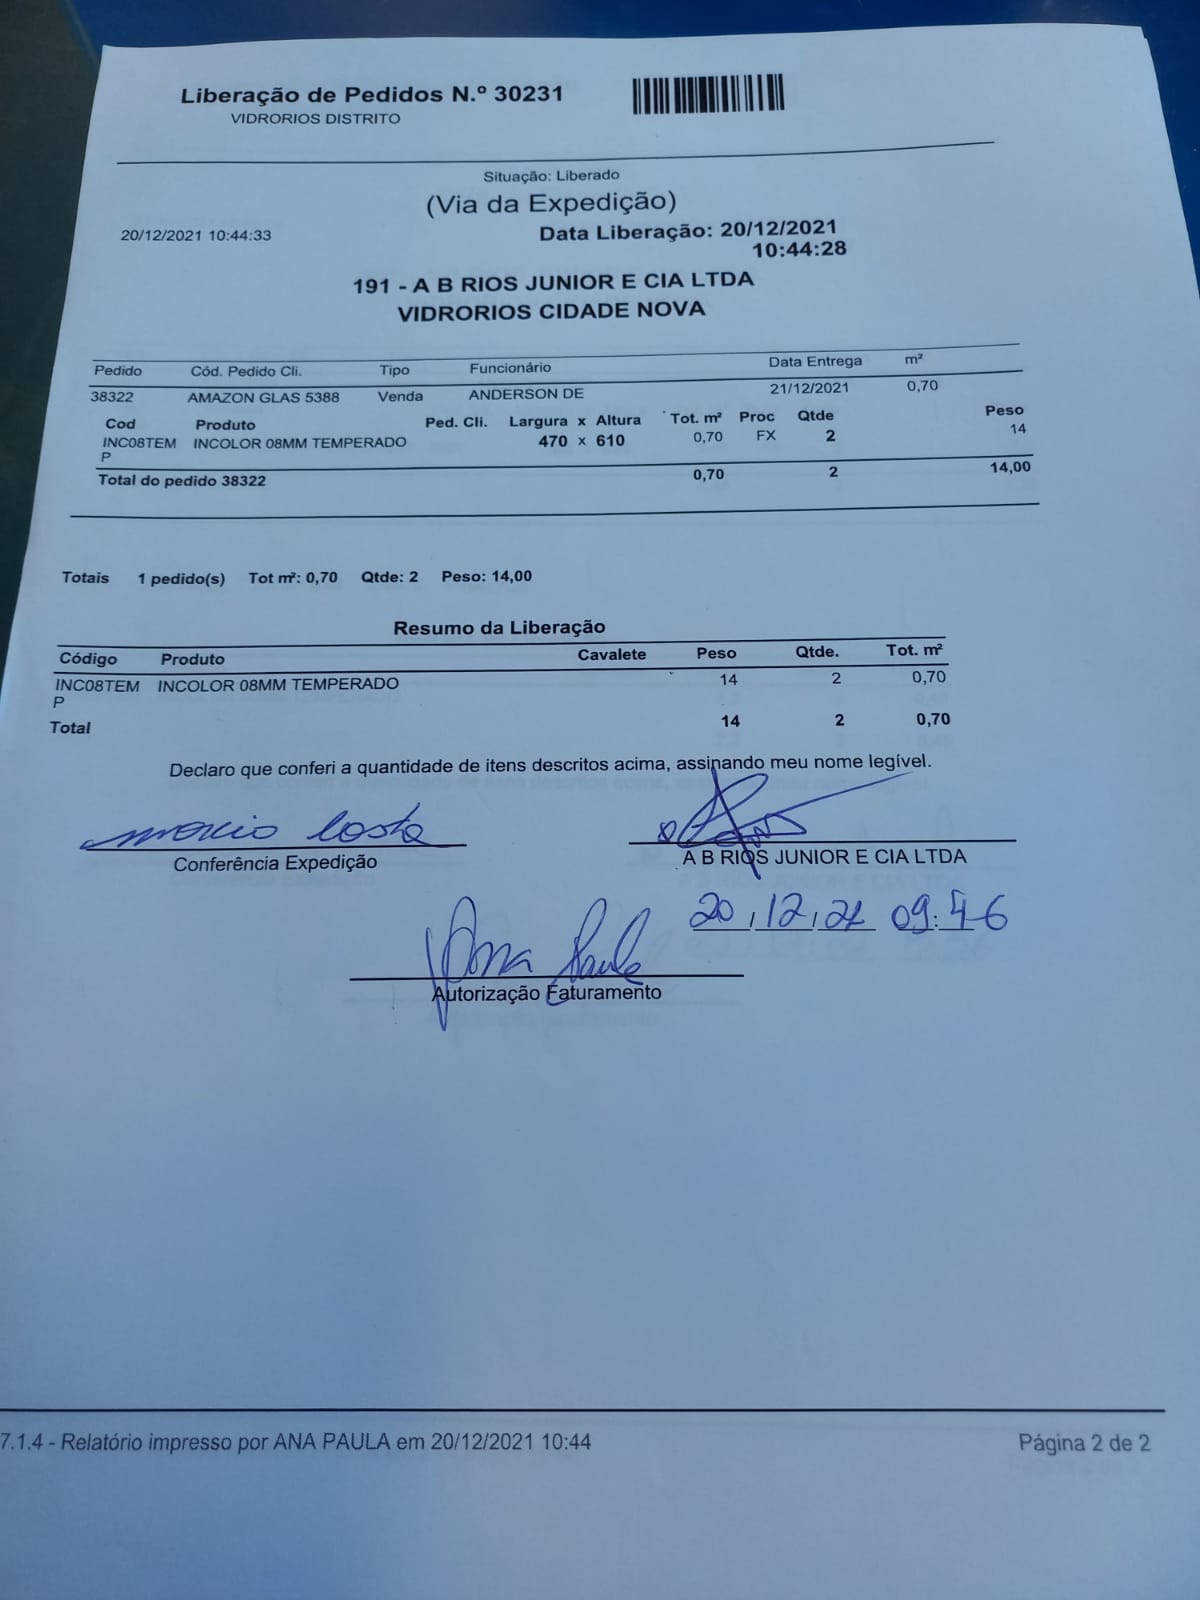 Liberação de Pedidos N.º 30231
VIDRORIOS DISTRITO
Situação: Liberado
(Via da Expedição)
20/12/2021 10:44:33
Data Liberação: 20/12/2021
10:44:28
191 - A B RIOS JUNIOR E CIA LTDA
VIDRORIOS CIDADE NOVA
Pedido Cód. Pedido Cli. Tipo Funcionário Data Entrega m²
38322 AMAZON GLAS 5388 Venda ANDERSON DE 21/12/2021 0,70
Cod Produto Ped. Cli. Largura x Altura Tot. m² Proc Qtde Peso
INC08TEM INCOLOR 08MM TEMPERADO 470 x 610 0,70 FX 2 14
P
Total do pedido 38322 0,70 2 14,00
Totais 1 pedido(s) Tot m²: 0,70 Qtde: 2 Peso: 14,00
Resumo da Liberação
Código Produto Cavalete Peso Qtde. Tot. m²
INC08TEM INCOLOR 08MM TEMPERADO 14 2 0,70
P
Total 14 2 0,70
Declaro que conferi a quantidade de itens descritos acima, assinando meu nome legível.
marcio Costa
Conferência Expedição
A B RIOS JUNIOR E CIA LTDA
20/12/21 09:46
Ana Paula
Autorização Faturamento
7.1.4 - Relatório impresso por ANA PAULA em 20/12/2021 10:44
Página 2 de 2